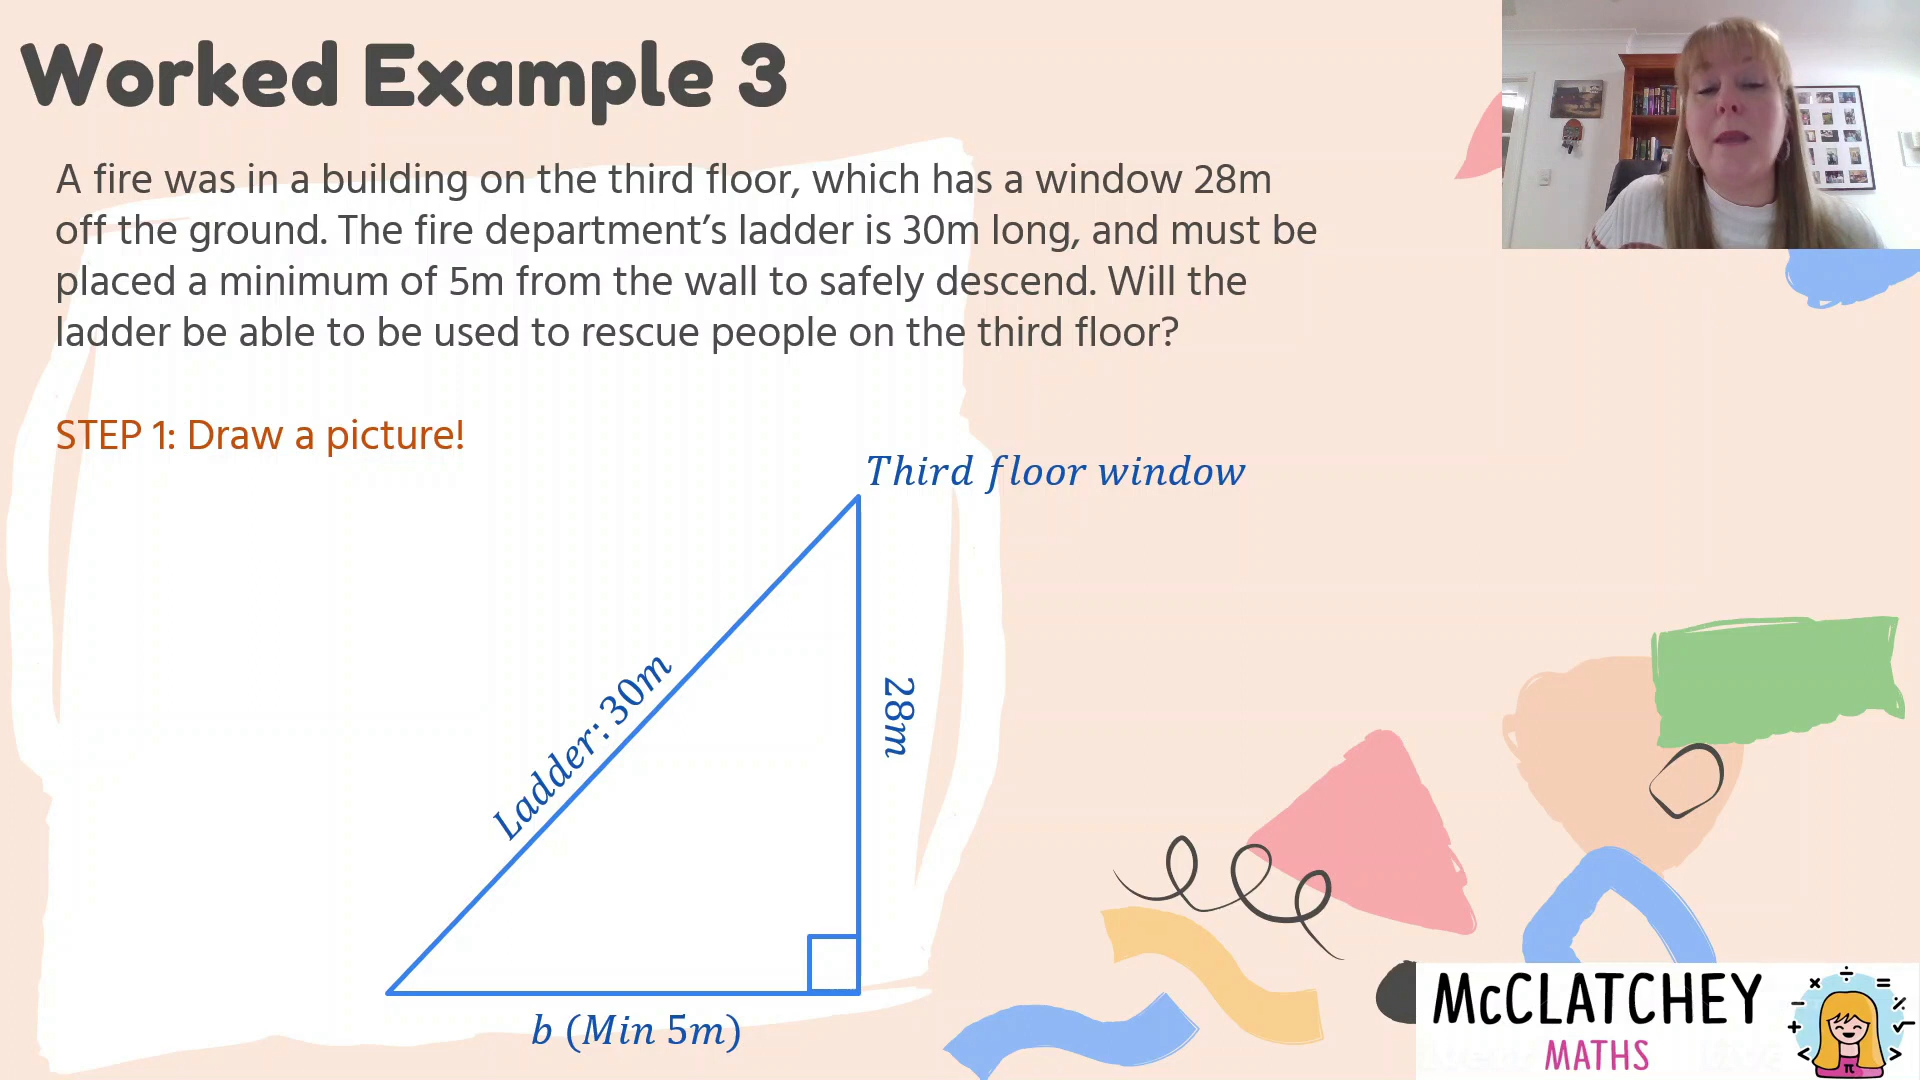 Worked Example 3
A fire was in a building on the third floor, which has a window 28m
off the ground. The fire department’s ladder is 30m long, and must be
placed a minimum of 5m from the wall to safely descend. Will the
ladder be able to be used to rescue people on the third floor?
STEP 1: Draw a picture!
Third floor window
Ladder: 30m
28m
b (Min 5m)
McCLATCHEY
MATHS